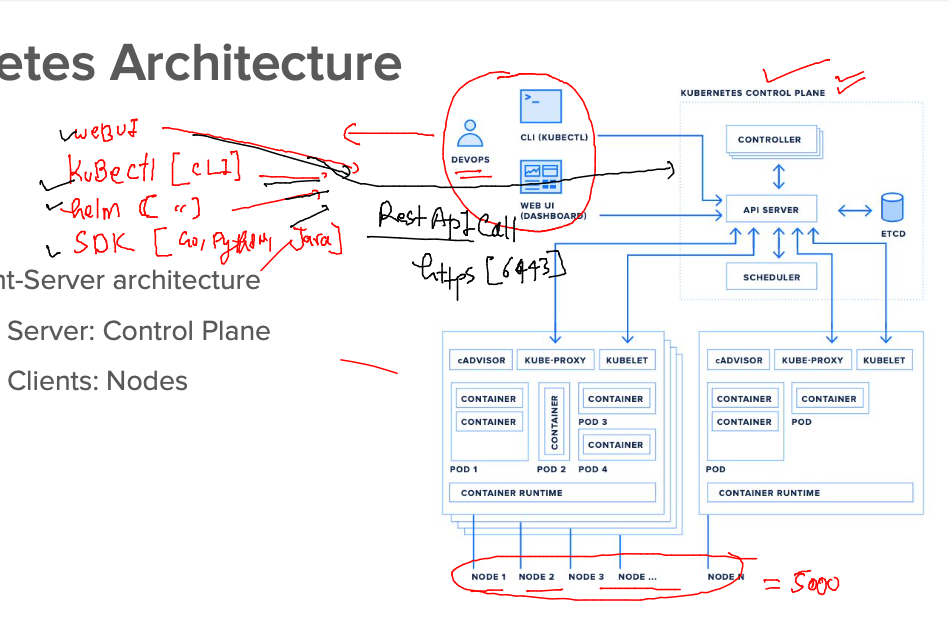 etes Architecture
webUI
KuBectl [CLI]
helm [ " ]
SDK [Go, Python, Java]
nt-Server architecture
Server: Control Plane
Clients: Nodes
Rest ApI Call
https [6443]
DEVOPS
CLI (KUBECTL)
WEB UI
(DASHBOARD)
KUBERNETES CONTROL PLANE
CONTROLLER
API SERVER
ETCD
SCHEDULER
cADVISOR KUBE-PROXY KUBELET
CONTAINER
CONTAINER
POD 1
CONTAINER
POD 2
CONTAINER
POD 3
CONTAINER
POD 4
CONTAINER RUNTIME
cADVISOR KUBE-PROXY KUBELET
CONTAINER
CONTAINER
POD
CONTAINER
POD
CONTAINER RUNTIME
NODE 1 NODE 2 NODE 3 NODE ... NODE N
= 5000